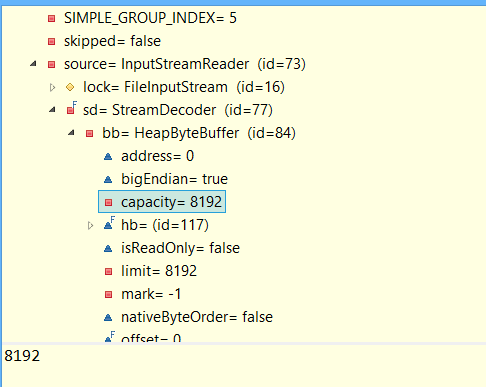 SIMPLE_GROUP_INDEX= 5
skipped= false
source= InputStreamReader (id=73)
lock= FileInputStream (id=16)
F
sd= StreamDecoder (id=77)
bb= HeapByteBuffer (id=84)
address= 0
bigEndian= true
capacity= 8192
F
hb= (id=117)
isReadOnly= false
limit= 8192
mark= -1
nativeByteOrder= false
F
offset= 0
8192